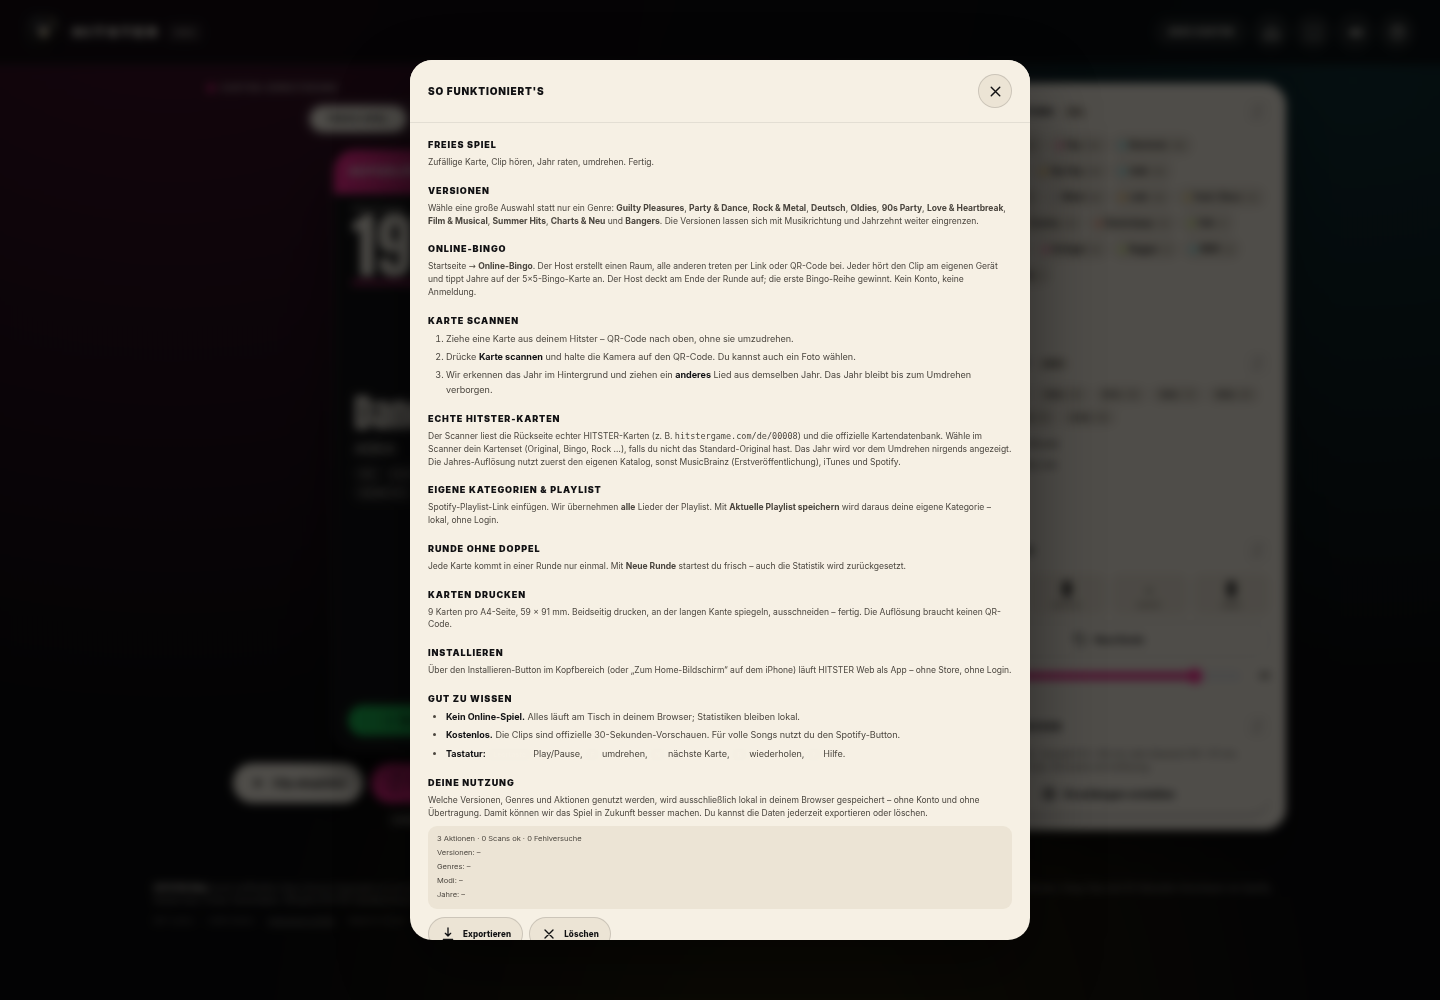 HITSTER
SO FUNKTIONIERT'S
FREIES SPIEL
Zufällige Karte, Clip hören, Jahr raten, umdrehen. Fertig.
VERSIONEN
Wähle eine große Auswahl statt nur ein Genre: Guilty Pleasures, Party & Dance, Rock & Metal, Deutsch, Oldies, 90s Party, Love & Heartbreak,
Film & Musical, Summer Hits, Charts & Neu und Bangers. Die Versionen lassen sich mit Musikrichtung und Jahrzehnt weiter eingrenzen.
ONLINE-BINGO
Startseite → Online-Bingo. Der Host erstellt einen Raum, alle anderen treten per Link oder QR-Code bei. Jeder hört den Clip am eigenen Gerät
und tippt Jahre auf der 5×5-Bingo-Karte an. Der Host deckt am Ende der Runde auf; die erste Bingo-Reihe gewinnt. Kein Konto, keine
Anmeldung.
KARTE SCANNEN
1. Ziehe eine Karte aus deinem Hitster – QR-Code nach oben, ohne sie umzudrehen.
2. Drücke Karte scannen und halte die Kamera auf den QR-Code. Du kannst auch ein Foto wählen.
3. Wir erkennen das Jahr im Hintergrund und ziehen ein anderes Lied aus demselben Jahr. Das Jahr bleibt bis zum Umdrehen
verborgen.
ECHTE HITSTER-KARTEN
Der Scanner liest die Rückseite echter HITSTER-Karten (z. B. hitstergame.com/de/00008) und die offizielle Kartendatenbank. Wähle im
Scanner dein Kartenset (Original, Bingo, Rock …), falls du nicht das Standard-Original hast. Das Jahr wird vor dem Umdrehen nirgends angezeigt.
Die Jahres-Auflösung nutzt zuerst den eigenen Katalog, sonst MusicBrainz (Erstveröffentlichung), iTunes und Spotify.
EIGENE KATEGORIEN & PLAYLIST
Spotify-Playlist-Link einfügen. Wir übernehmen alle Lieder der Playlist. Mit Aktuelle Playlist speichern wird daraus deine eigene Kategorie –
lokal, ohne Login.
RUNDE OHNE DOPPEL
Jede Karte kommt in einer Runde nur einmal. Mit Neue Runde startest du frisch – auch die Statistik wird zurückgesetzt.
KARTEN DRUCKEN
9 Karten pro A4-Seite, 59 × 91 mm. Beidseitig drucken, an der langen Kante spiegeln, ausschneiden – fertig. Die Auflösung braucht keinen QR-
Code.
INSTALLIEREN
Über den Installieren-Button im Kopfbereich (oder „Zum Home-Bildschirm“ auf dem iPhone) läuft HITSTER Web als App – ohne Store, ohne Login.
GUT ZU WISSEN
• Kein Online-Spiel. Alles läuft am Tisch in deinem Browser; Statistiken bleiben lokal.
• Kostenlos. Die Clips sind offizielle 30-Sekunden-Vorschauen. Für volle Songs nutzt du den Spotify-Button.
• Tastatur: Play/Pause, umdrehen, nächste Karte, wiederholen, Hilfe.
DEINE NUTZUNG
Welche Versionen, Genres und Aktionen genutzt werden, wird ausschließlich lokal in deinem Browser gespeichert – ohne Konto und ohne
Übertragung. Damit können wir das Spiel in Zukunft besser machen. Du kannst die Daten jederzeit exportieren oder löschen.
3 Aktionen · 0 Scans ok · 0 Fehlversuche
Versionen: –
Genres: –
Modi: –
Jahre: –
Exportieren
Löschen
19